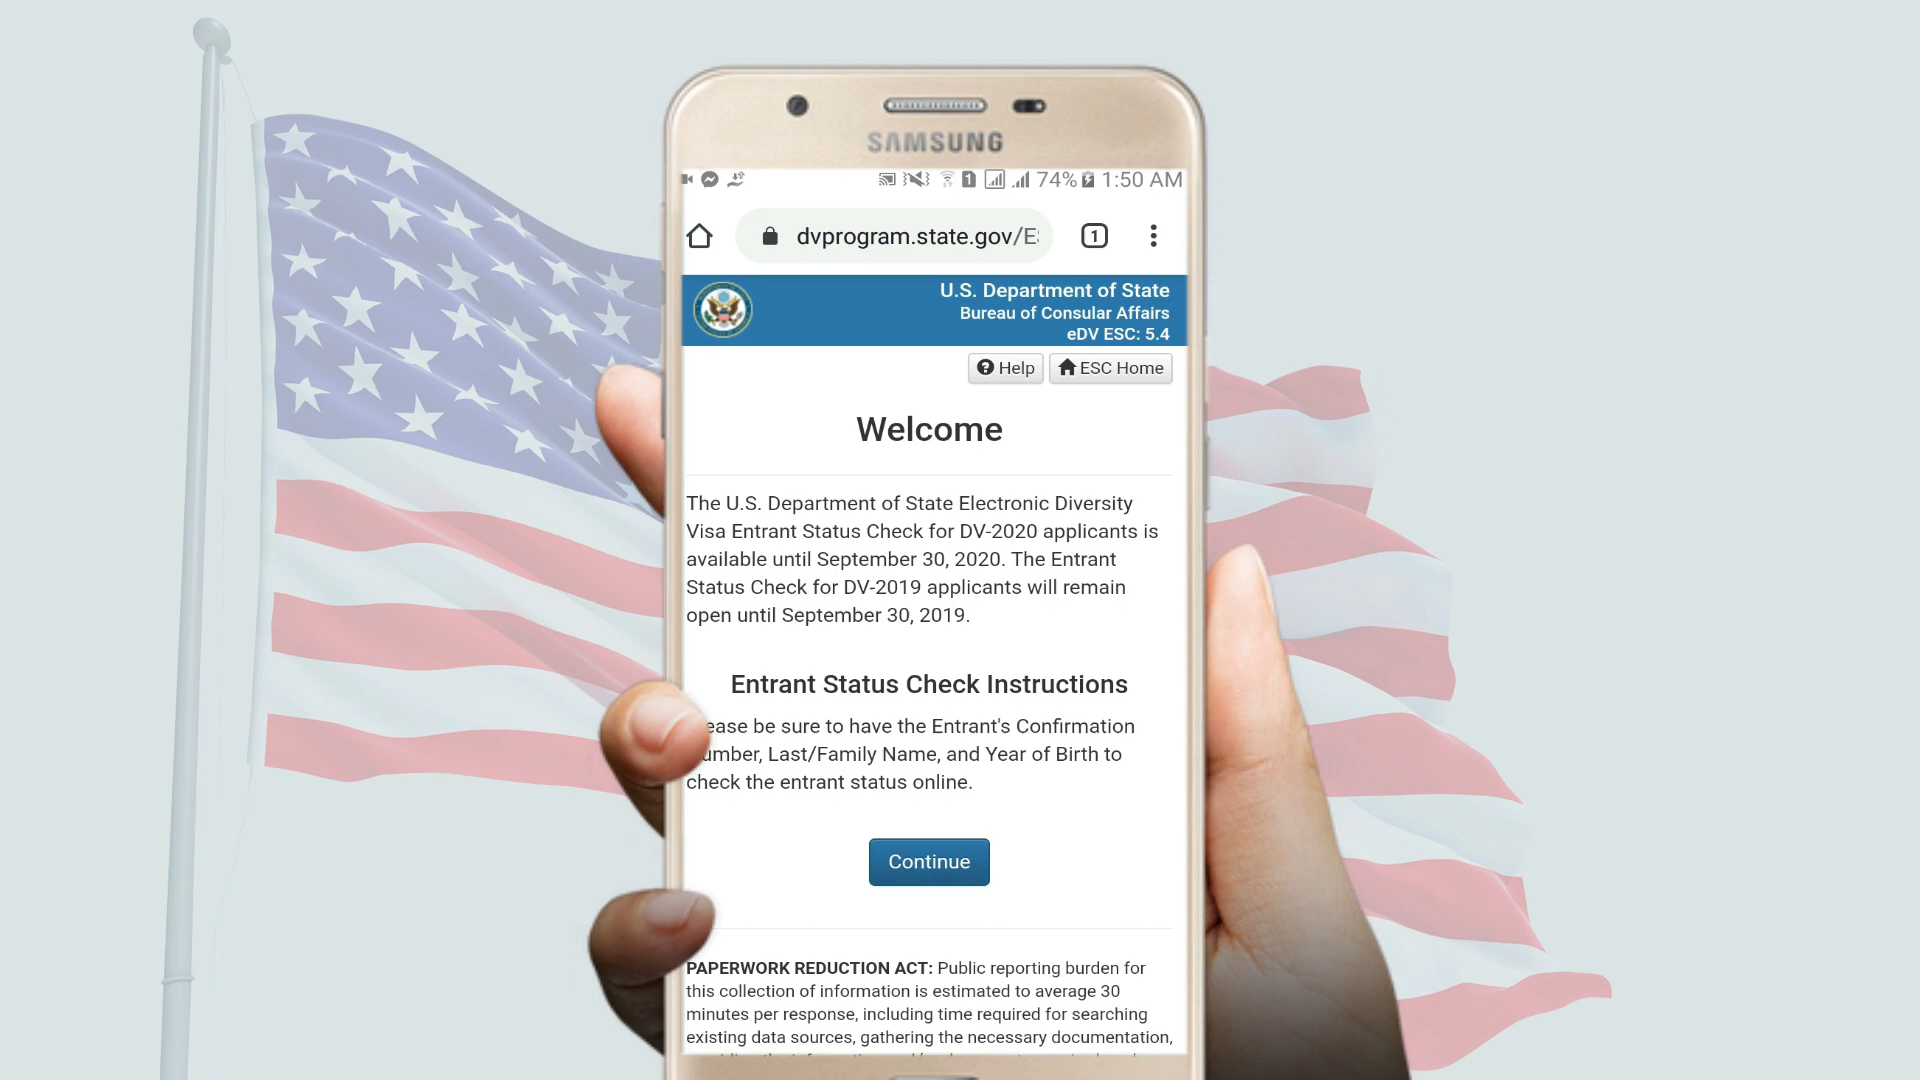 SAMSUNG
74% 1:50 AM
dvprogram.state.gov/E
1
U.S. Department of State
Bureau of Consular Affairs
eDV ESC: 5.4
Help ESC Home
Welcome
The U.S. Department of State Electronic Diversity
Visa Entrant Status Check for DV-2020 applicants is
available until September 30, 2020. The Entrant
Status Check for DV-2019 applicants will remain
open until September 30, 2019.
Entrant Status Check Instructions
ease be sure to have the Entrant's Confirmation
umber, Last/Family Name, and Year of Birth to
check the entrant status online.
Continue
PAPERWORK REDUCTION ACT: Public reporting burden for
this collection of information is estimated to average 30
minutes per response, including time required for searching
existing data sources, gathering the necessary documentation,